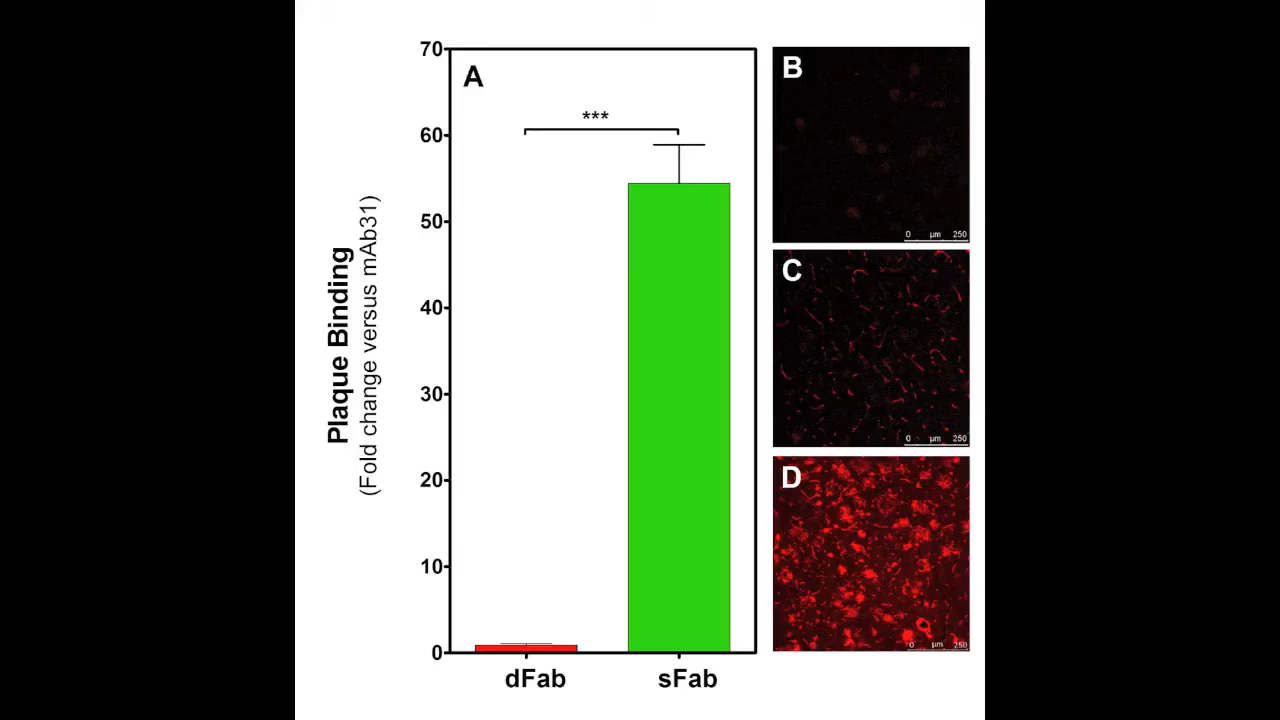 A
***
70
60
50
40
30
20
10
0
Plaque Binding
(Fold change versus mAb31)
dFab
sFab
B
0 µm 250
C
0 µm 250
D
0 µm 250